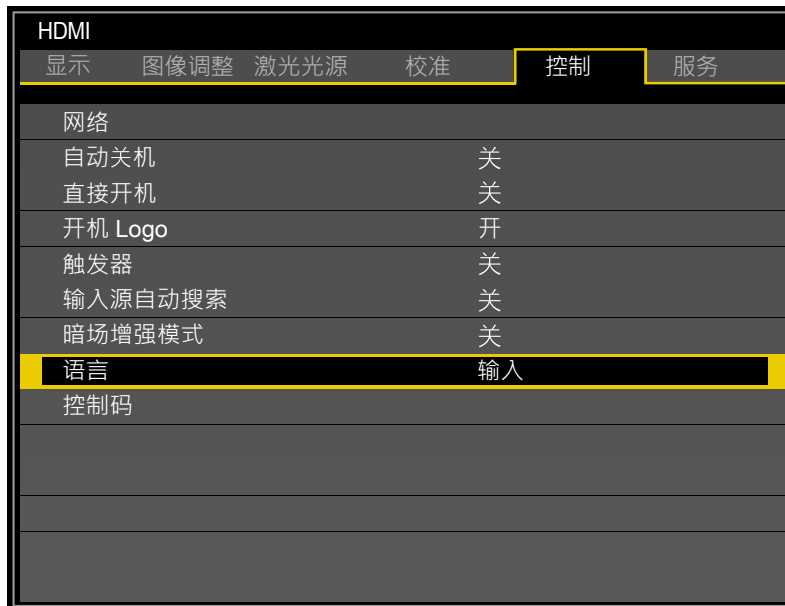 HDMI
显示 图像调整 激光光源 校准 控制 服务
网络
自动关机 关
直接开机 关
开机 Logo 开
触发器 关
输入源自动搜索 关
暗场增强模式 关
语言 输入
控制码